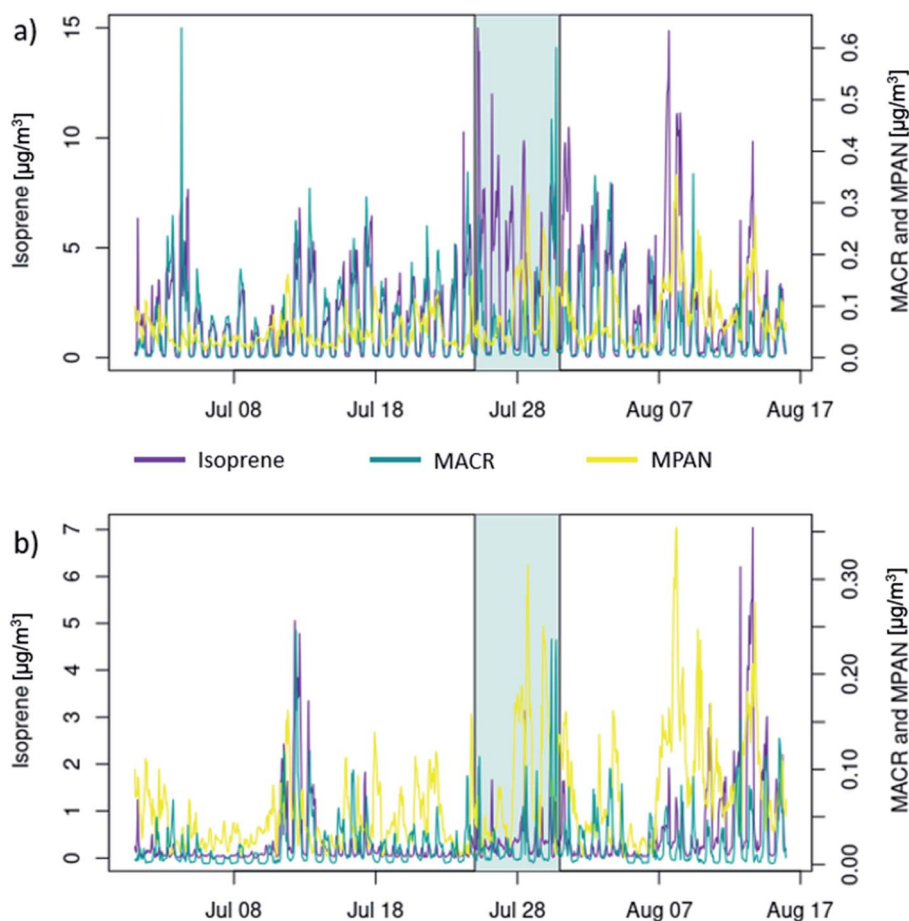 a)
15
10
5
0
Isoprene [µg/m³]
0.6
0.5
0.4
0.3
0.2
0.1
0.0
MACR and MPAN [µg/m³]
Jul 08 Jul 18 Jul 28 Aug 07 Aug 17
Isoprene MACR MPAN
b)
7
6
5
4
3
2
1
0
Isoprene [µg/m³]
0.30
0.20
0.10
0.00
MACR and MPAN [µg/m³]
Jul 08 Jul 18 Jul 28 Aug 07 Aug 17